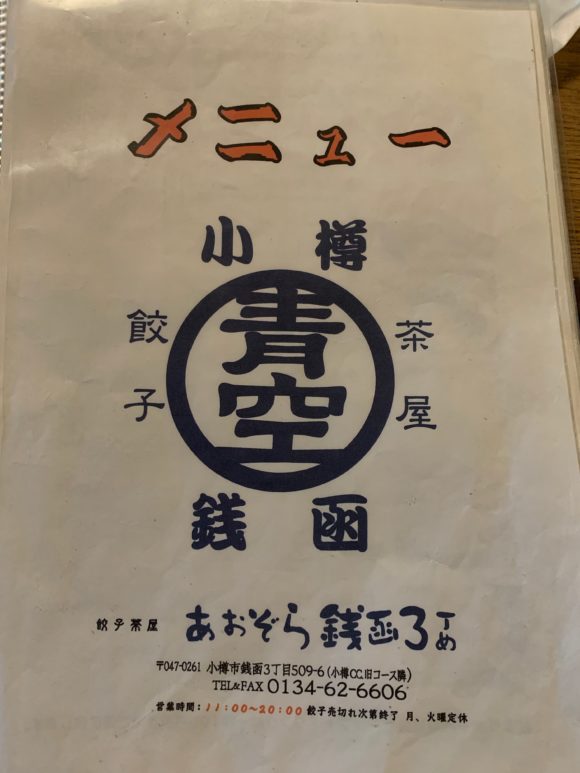 メニュー
小樽
餃子 青空 茶屋
銭函
餃子茶屋 あおぞら銭函3丁め
〒047-0261 小樽市銭函3丁目509-6(小樽CC.旧コース隣)
TEL&FAX 0134-62-6606
営業時間:11:00~20:00 餃子売切れ次第終了 月、火曜定休